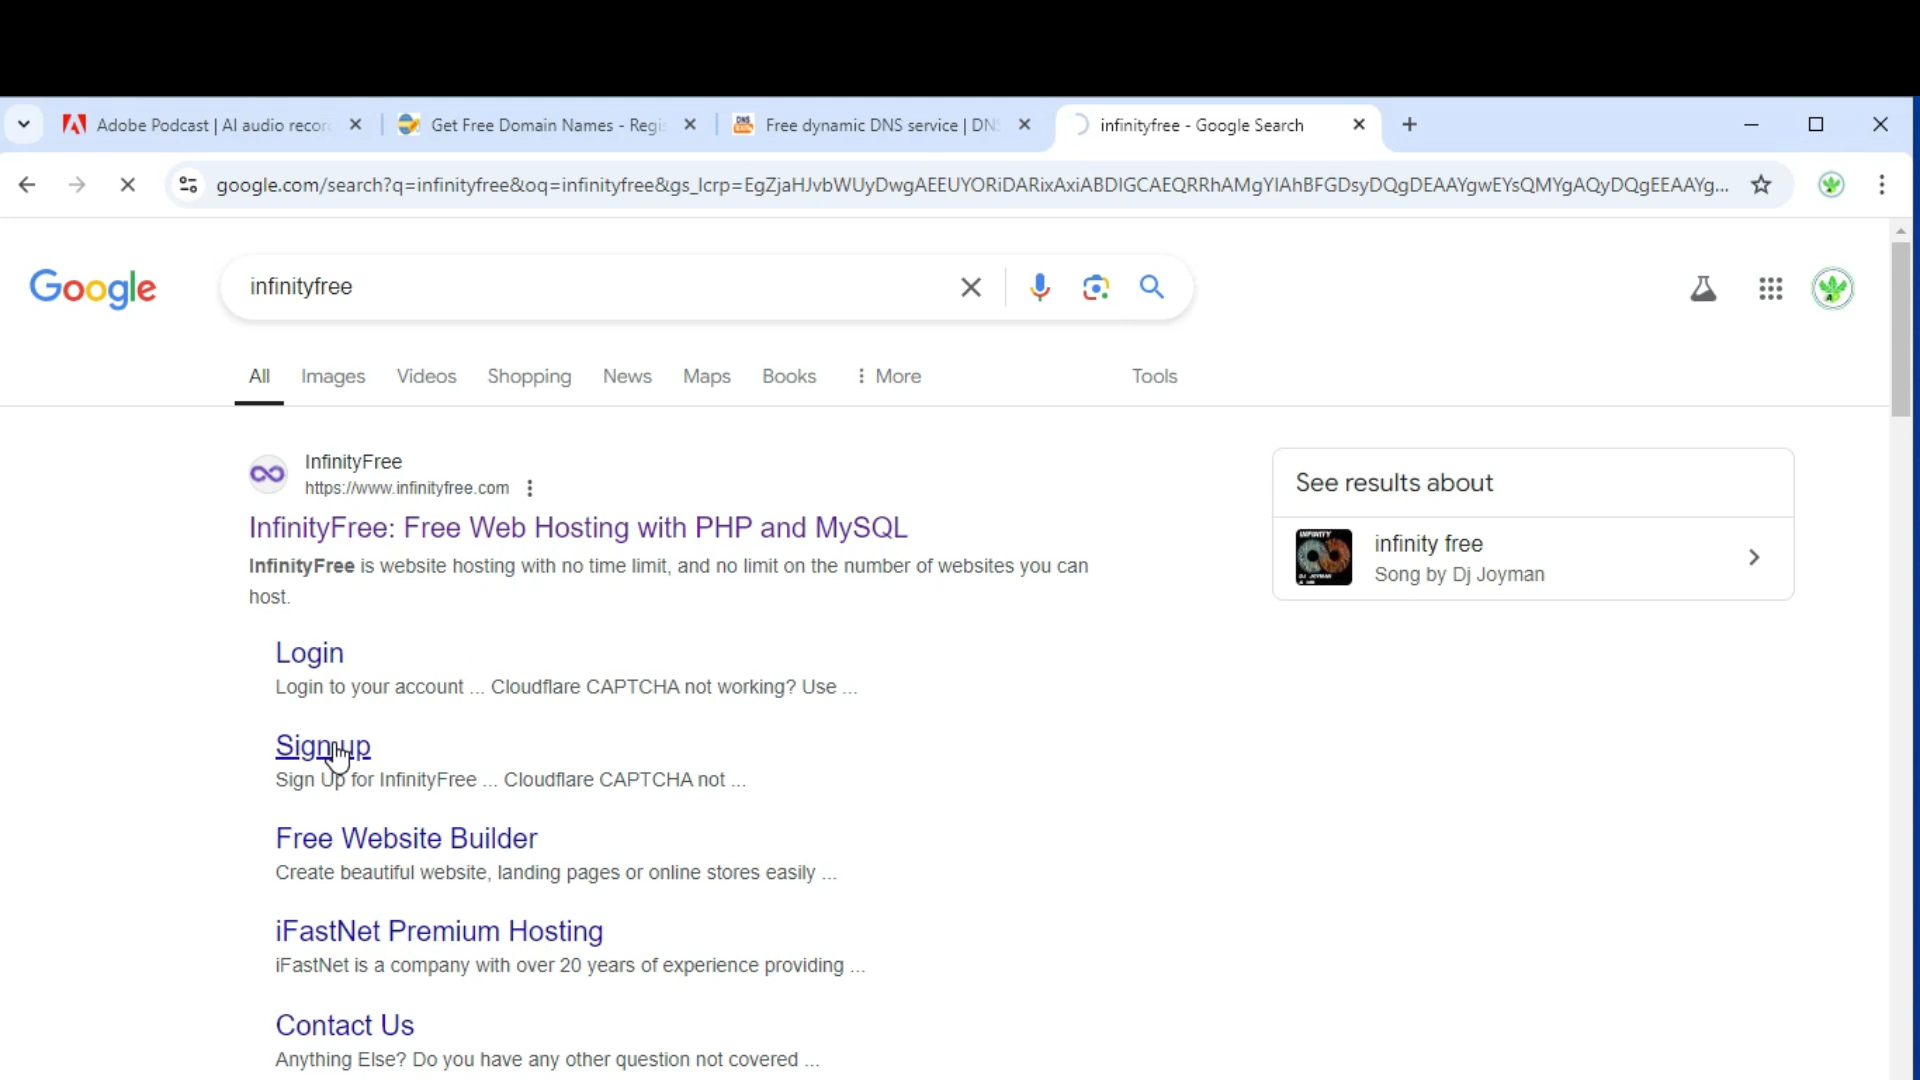 Adobe Podcast | AI audio recor
Get Free Domain Names - Regi
Free dynamic DNS service | DN
infinityfree - Google Search
google.com/search?q=infinityfree&oq=infinityfree&gs_lcrp=EgZjaHJvbWUyDwgAEEUYORiDARixAxiABDIGCAEQRRhAMgYIAhBFGDsyDQgDEAAYgwEYsQMYgAQyDQgEEAAYg...
Google
infinityfree
All Images Videos Shopping News Maps Books More Tools
InfinityFree
https://www.infinityfree.com
InfinityFree: Free Web Hosting with PHP and MySQL
InfinityFree is website hosting with no time limit, and no limit on the number of websites you can
host.
Login
Login to your account ... Cloudflare CAPTCHA not working? Use ...
Sign up
Sign Up for InfinityFree ... Cloudflare CAPTCHA not ...
Free Website Builder
Create beautiful website, landing pages or online stores easily ...
iFastNet Premium Hosting
iFastNet is a company with over 20 years of experience providing ...
Contact Us
Anything Else? Do you have any other question not covered ...
See results about
INFINITY
infinity free
Song by Dj Joyman